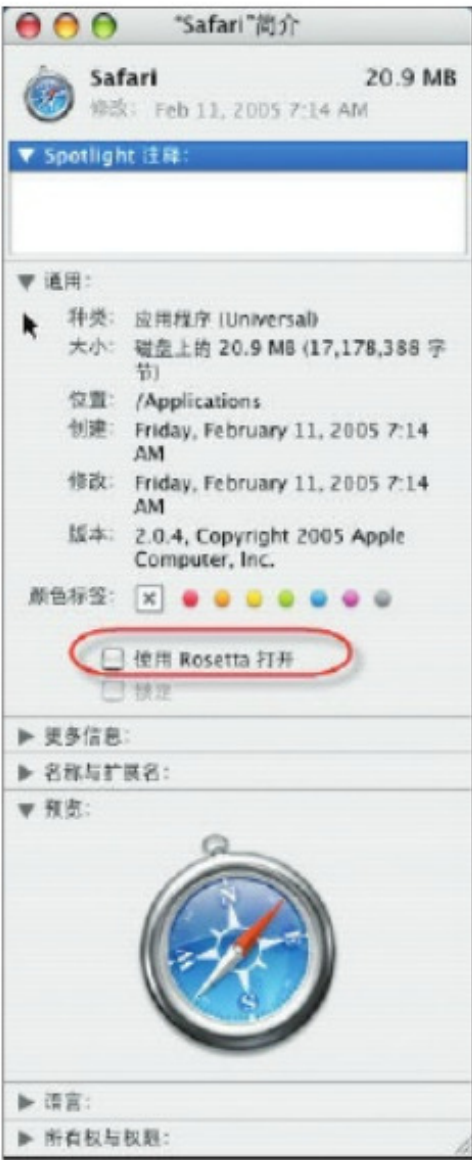 “Safari”简介
Safari 20.9 MB
修改: Feb 11, 2005 7:14 AM
Spotlight 注释:
通用:
种类: 应用程序 (Universal)
大小: 磁盘上的 20.9 MB (17,178,388 字
节)
位置: /Applications
创建: Friday, February 11, 2005 7:14
AM
修改: Friday, February 11, 2005 7:14
AM
版本: 2.0.4, Copyright 2005 Apple
Computer, Inc.
颜色标签:
使用 Rosetta 打开
锁定
更多信息:
名称与扩展名:
预览:
N
W
S
语言:
所有权与权限: